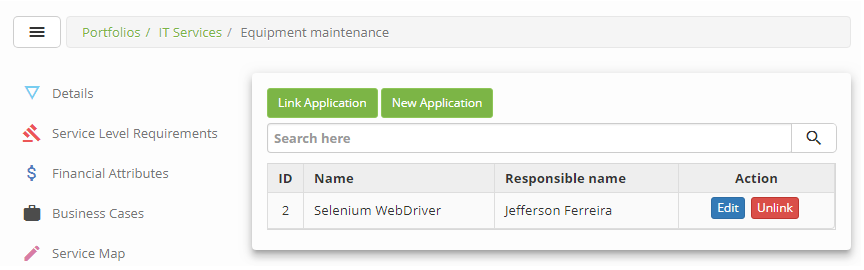 Portfolios / IT Services / Equipment maintenance
Details
Service Level Requirements
Financial Attributes
Business Cases
Service Map
Link Application New Application
Search here
ID Name Responsible name Action
2 Selenium WebDriver Jefferson Ferreira Edit Unlink